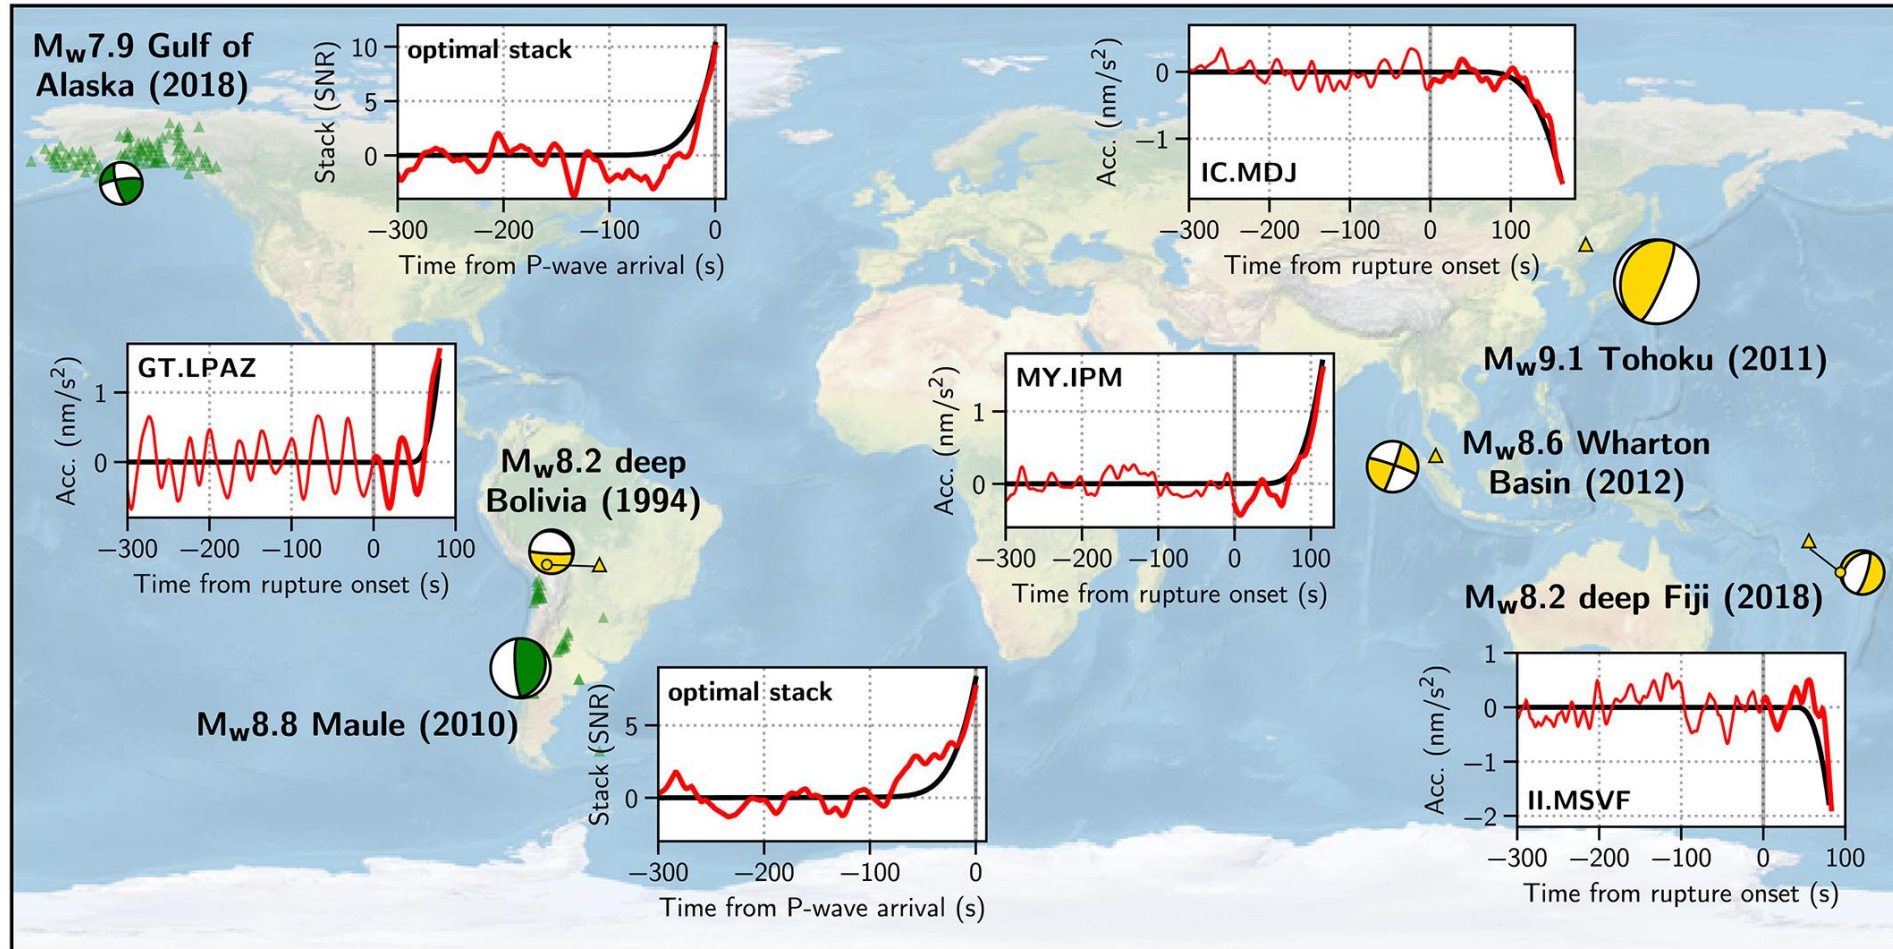 Mw7.9 Gulf of
Alaska (2018)
optimal stack
Stack (SNR)
10
5
0
−300 −200 −100 0
Time from P-wave arrival (s)
IC.MDJ
Acc. (nm/s²)
0
−1
−300 −200 −100 0 100
Time from rupture onset (s)
Mw9.1 Tohoku (2011)
GT.LPAZ
Acc. (nm/s²)
1
0
−300 −200 −100 0 100
Time from rupture onset (s)
Mw8.2 deep
Bolivia (1994)
MY.IPM
Acc. (nm/s²)
1
0
−300 −200 −100 0 100
Time from rupture onset (s)
Mw8.6 Wharton
Basin (2012)
Mw8.2 deep Fiji (2018)
Mw8.8 Maule (2010)
optimal stack
Stack (SNR)
5
0
−300 −200 −100 0
Time from P-wave arrival (s)
Acc. (nm/s²)
1
0
−1
−2
II.MSVF
−300 −200 −100 0 100
Time from rupture onset (s)